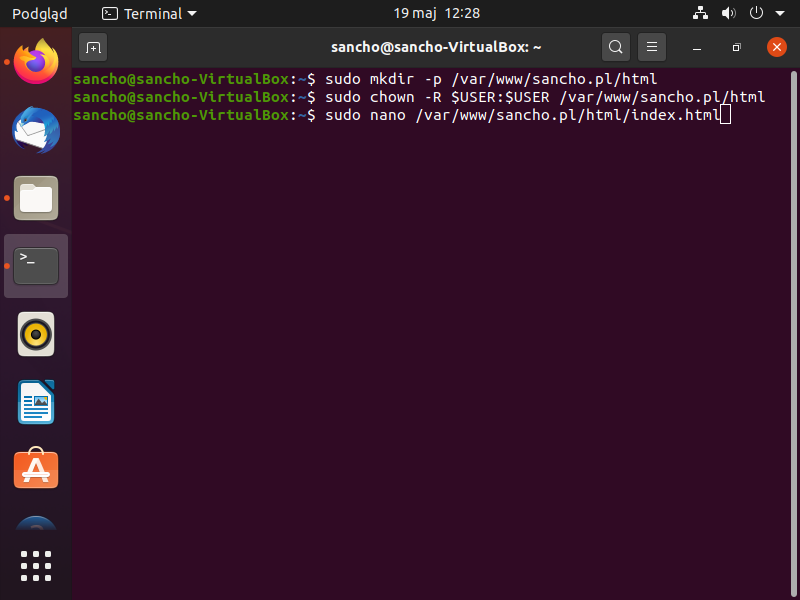 Podgląd Terminal 19 maj 12:28
sancho@sancho-VirtualBox: ~
sancho@sancho-VirtualBox:~$ sudo mkdir -p /var/www/sancho.pl/html
sancho@sancho-VirtualBox:~$ sudo chown -R $USER:$USER /var/www/sancho.pl/html
sancho@sancho-VirtualBox:~$ sudo nano /var/www/sancho.pl/html/index.html